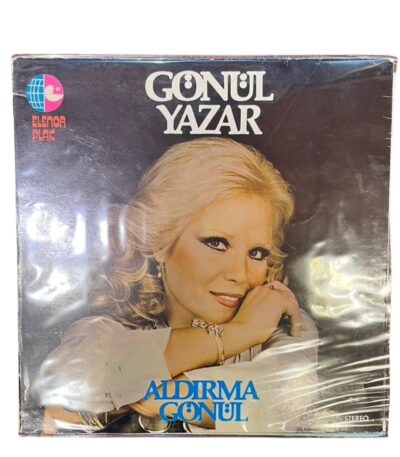 ELENOR
PLAK
GÖNÜL
YAZAR
ALDIRMA
GÖNÜL
STEREO